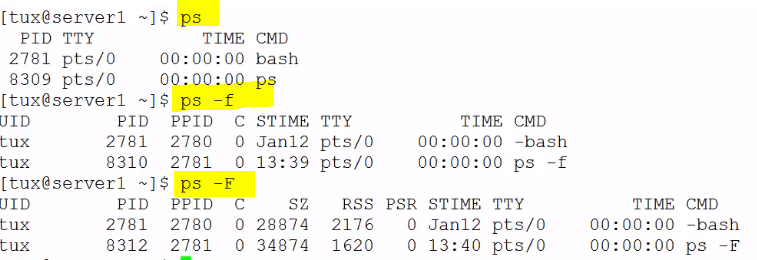 [tux@server1 ~]$ ps
PID TTY TIME CMD
2781 pts/0 00:00:00 bash
8309 pts/0 00:00:00 ps
[tux@server1 ~]$ ps -f
UID PID PPID C STIME TTY TIME CMD
tux 2781 2780 0 Jan12 pts/0 00:00:00 -bash
tux 8310 2781 0 13:39 pts/0 00:00:00 ps -f
[tux@server1 ~]$ ps -F
UID PID PPID C SZ RSS PSR STIME TTY TIME CMD
tux 2781 2780 0 28874 2176 0 Jan12 pts/0 00:00:00 -bash
tux 8312 2781 0 34874 1620 0 13:40 pts/0 00:00:00 ps -F